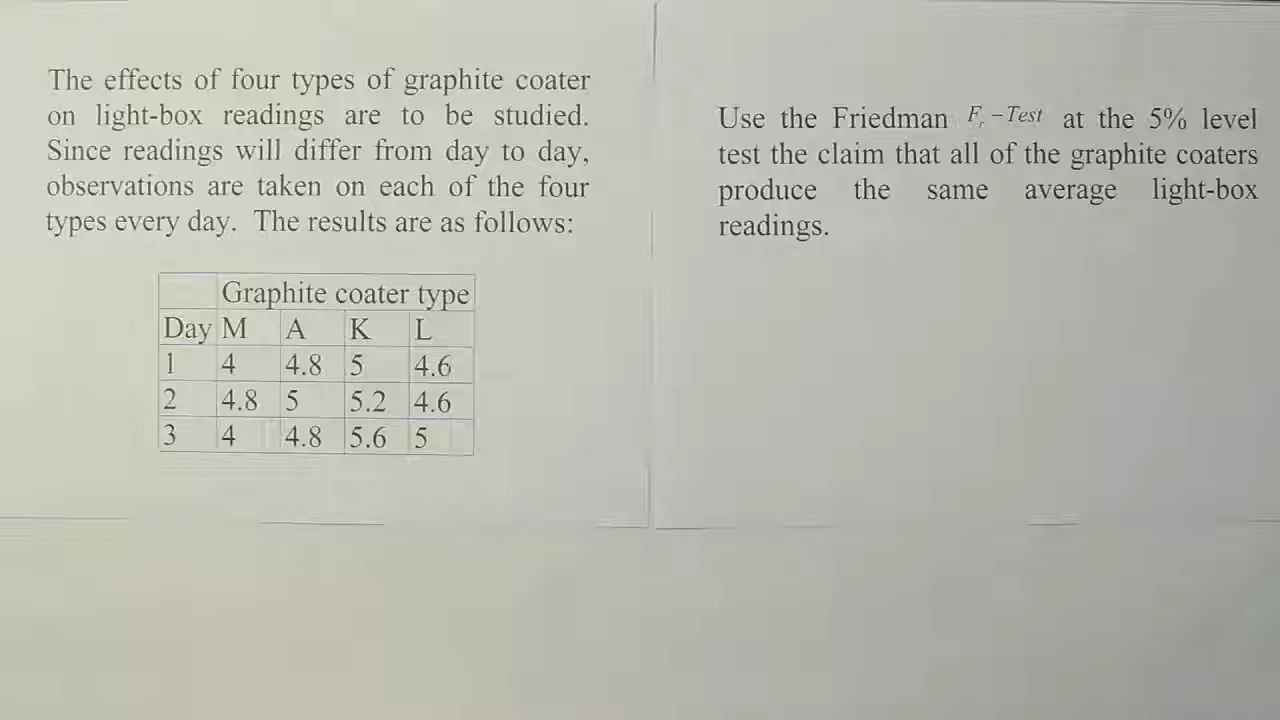 The effects of four types of graphite coater
on light-box readings are to be studied.
Since readings will differ from day to day,
observations are taken on each of the four
types every day. The results are as follows:
Graphite coater type
Day M A K L
1 4 4.8 5 4.6
2 4.8 5 5.2 4.6
3 4 4.8 5.6 5
Use the Friedman Fr – Test at the 5% level
test the claim that all of the graphite coaters
produce the same average light-box
readings.